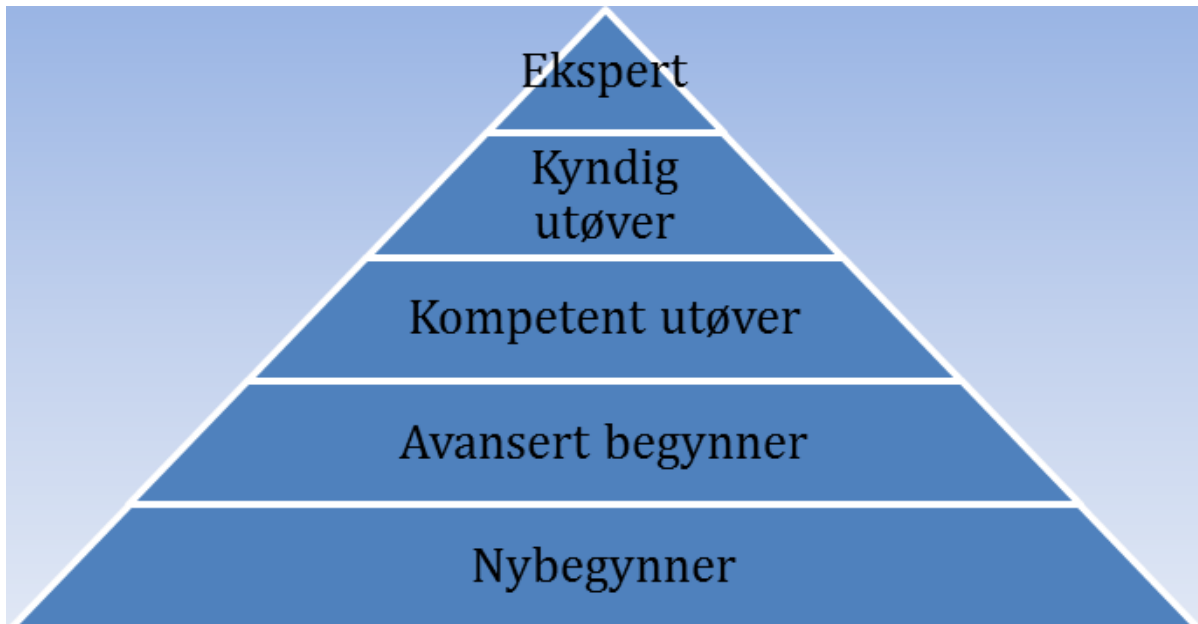 Ekspert
Kyndig
utøver
Kompetent utøver
Avansert begynner
Nybegynner